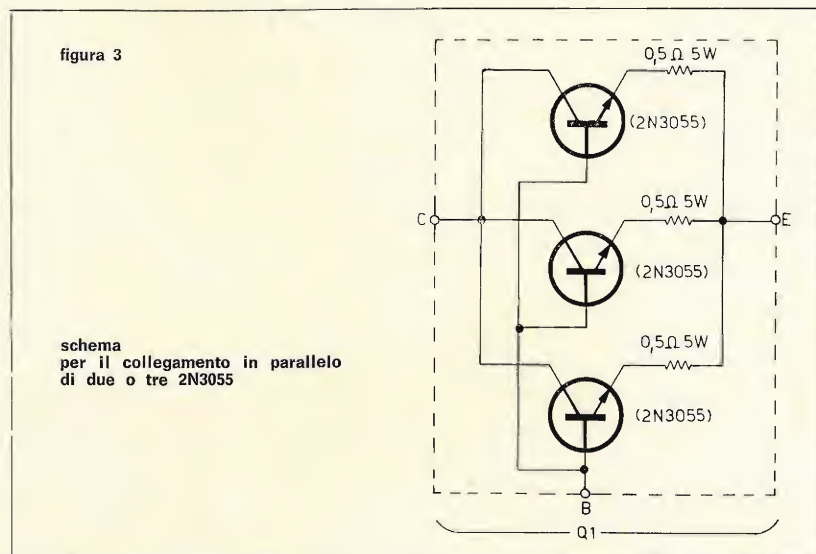 figura 3
schema
per il collegamento in parallelo
di due o tre 2N3055
0,5Ω 5W
(2N3055)
C
0,5Ω 5W
E
(2N3055)
0,5Ω 5W
(2N3055)
B
Q1